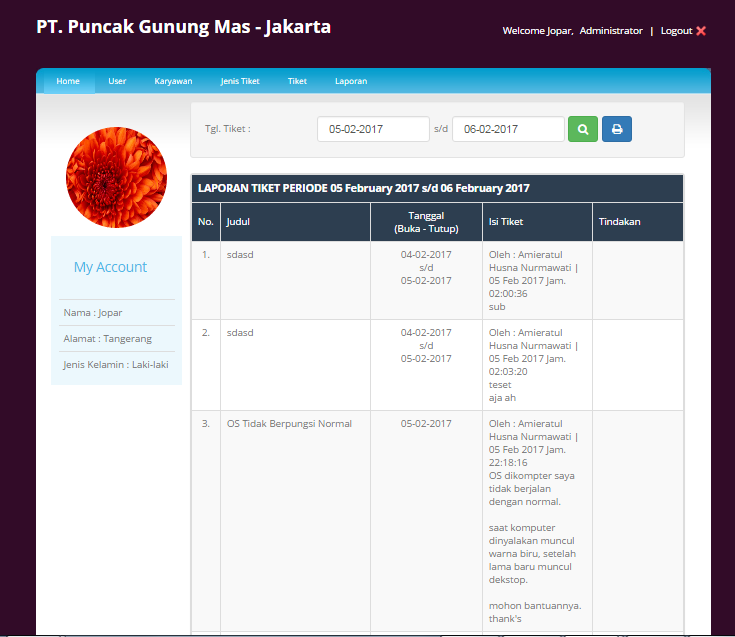 PT. Puncak Gunung Mas - Jakarta
Welcome Jopar, Administrator | Logout
Home User Karyawan Jenis Tiket Tiket Laporan
Tgl. Tiket : 05-02-2017 s/d 06-02-2017
My Account
Nama : Jopar
Alamat : Tangerang
Jenis Kelamin : Laki-laki
LAPORAN TIKET PERIODE 05 February 2017 s/d 06 February 2017
No. Judul Tanggal (Buka - Tutup) Isi Tiket Tindakan
1. sdasd
04-02-2017
s/d
05-02-2017
Oleh : Amieratul
Husna Nurmawati |
05 Feb 2017 Jam.
02:00:36
sub
2. sdasd
04-02-2017
s/d
05-02-2017
Oleh : Amieratul
Husna Nurmawati |
05 Feb 2017 Jam.
02:03:20
teset
aja ah
3. OS Tidak Berpungsi Normal
05-02-2017
Oleh : Amieratul
Husna Nurmawati |
05 Feb 2017 Jam.
22:18:16
OS dikompter saya
tidak berjalan
dengan normal.
saat komputer
dinyalakan muncul
warna biru, setelah
lama baru muncul
dekstop.
mohon bantuannya.
thank's